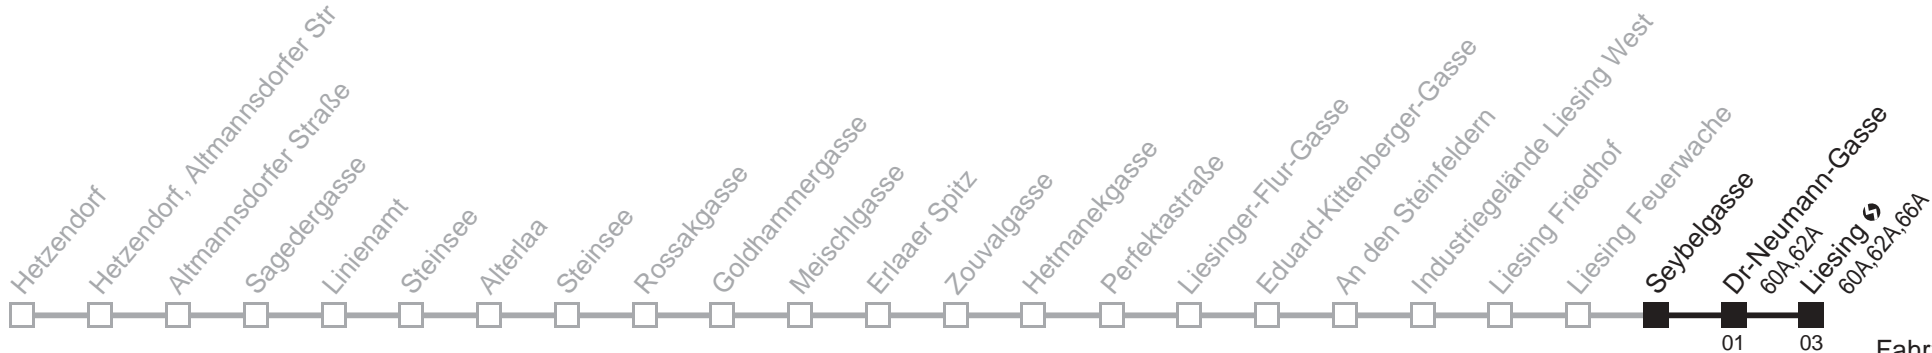 Hetzendorf
Hetzendorf, Altmannsdorfer Str
Altmannsdorfer Straße
Sagedergasse
Linienamt
Steinsee
Alterlaa
Steinsee
Rossakgasse
Goldhammergasse
Meischlgasse
Erlaaer Spitz
Zouvalgasse
Hetmanekgasse
Perfektastraße
Liesinger-Flur-Gasse
Eduard-Kittenberger-Gasse
An den Steinfeldern
Industriegelände Liesing West
Liesing Friedhof
Liesing Feuerwache
Seybelgasse
Dr-Neumann-Gasse
60A,62A
Liesing
60A,62A,66A
01
03
Fahr